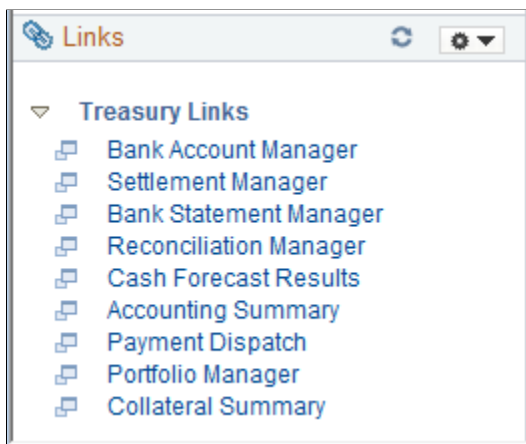 Links
Treasury Links
Bank Account Manager
Settlement Manager
Bank Statement Manager
Reconciliation Manager
Cash Forecast Results
Accounting Summary
Payment Dispatch
Portfolio Manager
Collateral Summary